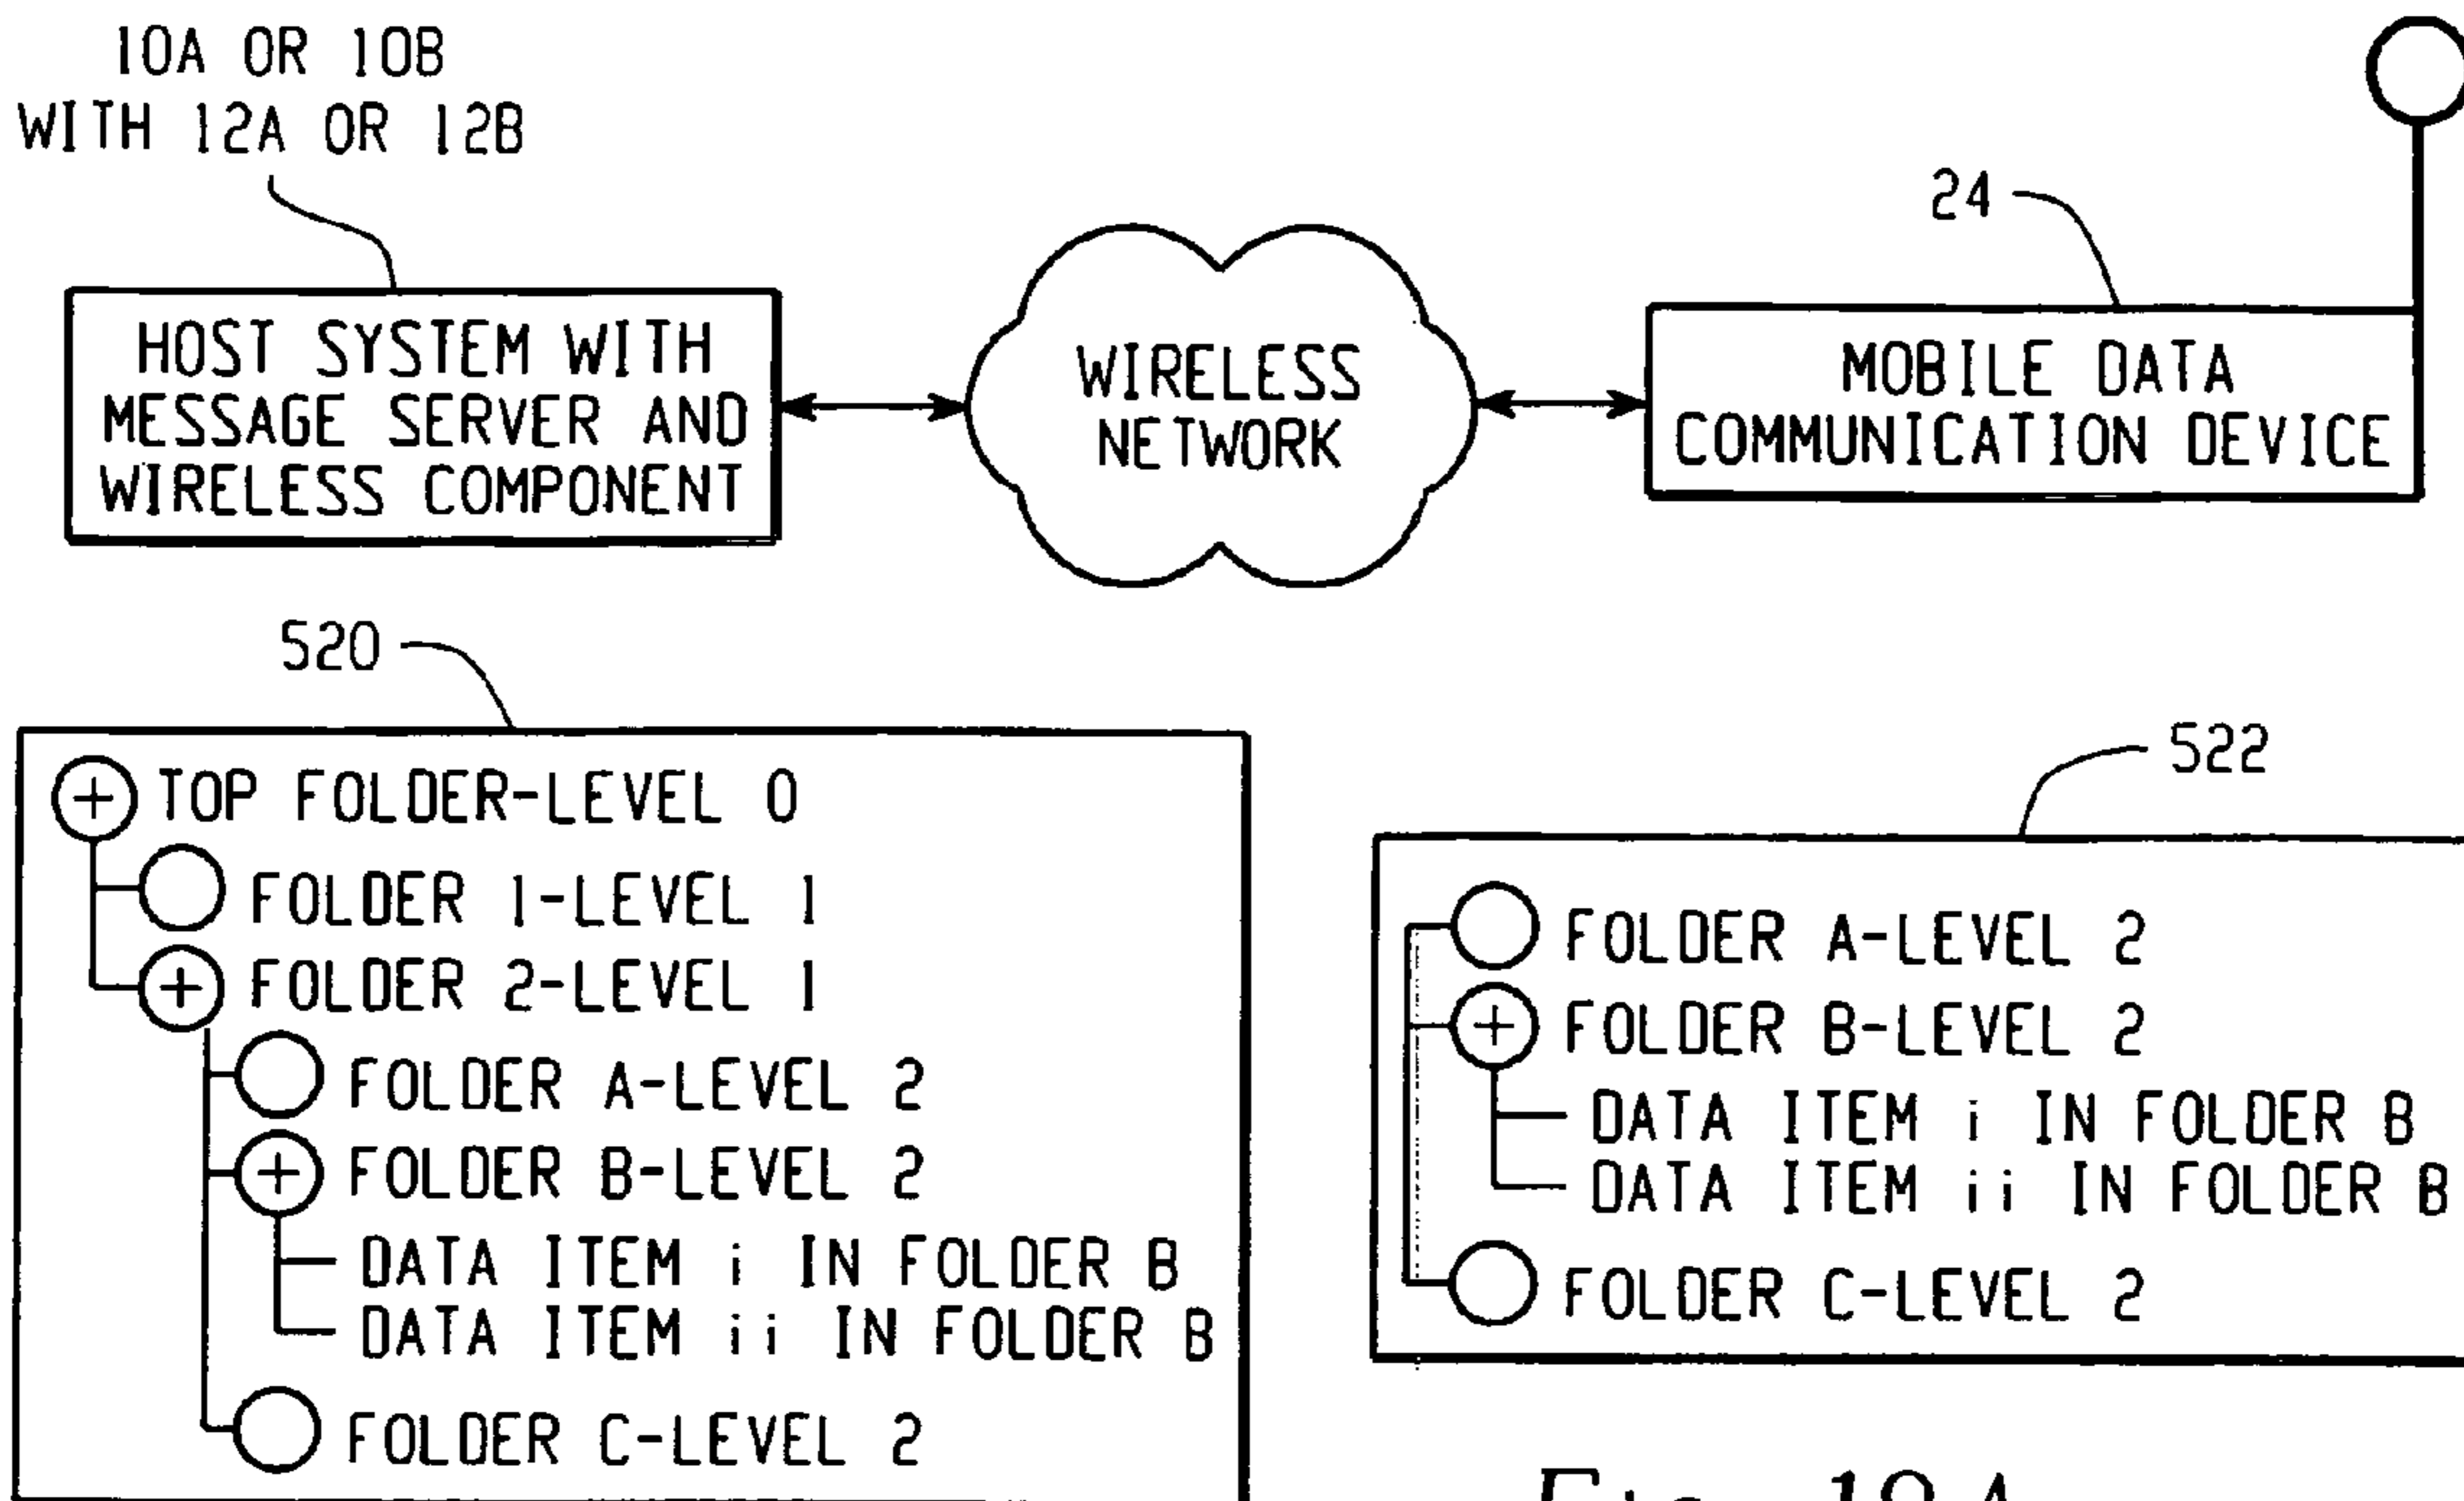 10A OR 10B
WITH 12A OR 12B
24
HOST SYSTEM WITH
MESSAGE SERVER AND
WIRELESS COMPONENT
WIRELESS
NETWORK
MOBILE DATA
COMMUNICATION DEVICE
520
TOP FOLDER-LEVEL 0
FOLDER 1-LEVEL 1
FOLDER 2-LEVEL 1
FOLDER A-LEVEL 2
FOLDER B-LEVEL 2
DATA ITEM i IN FOLDER B
DATA ITEM ii IN FOLDER B
FOLDER C-LEVEL 2
522
FOLDER A-LEVEL 2
FOLDER B-LEVEL 2
DATA ITEM i IN FOLDER B
DATA ITEM ii IN FOLDER B
FOLDER C-LEVEL 2